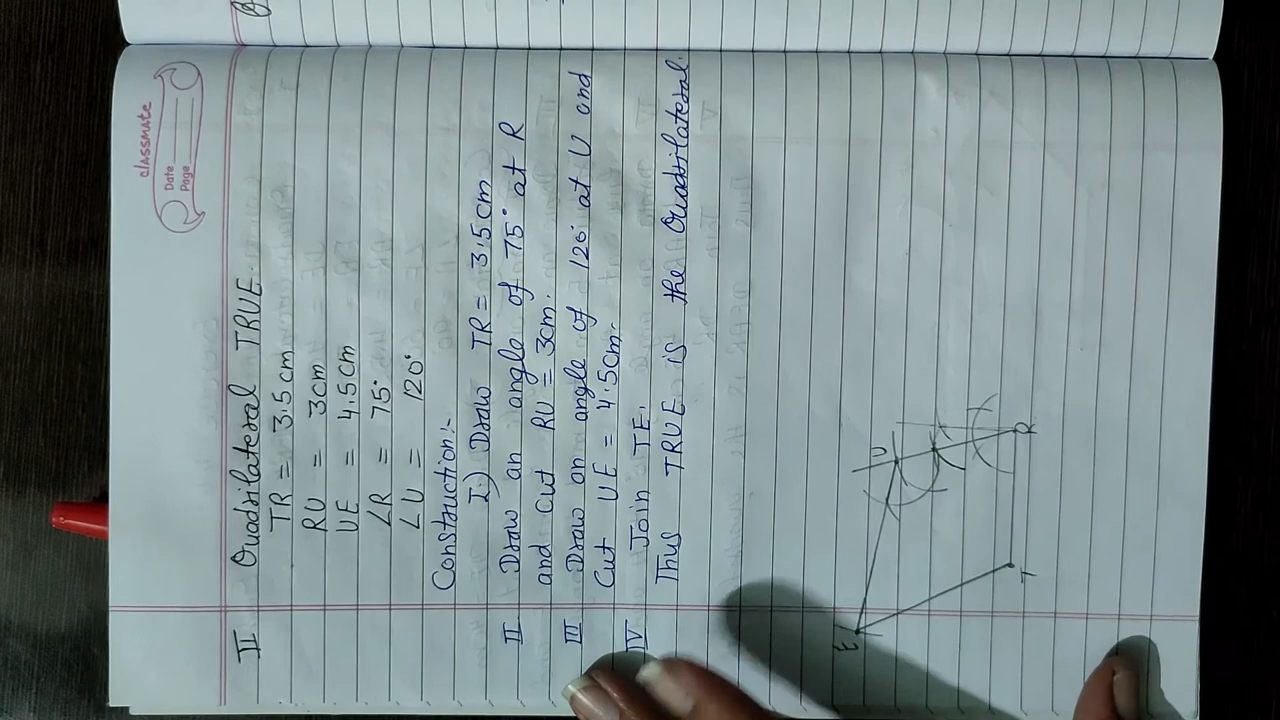 classmate
Date
Page
II Quadrilateral TRUE.
TR = 3.5 cm
RU = 3cm
UE = 4.5cm
∠R = 75°
∠U = 120°
Construction:-
I.) Draw TR = 3.5cm
II Draw an angle of 75° at R
and cut RU = 3cm.
III Draw an angle of 120° at U and
Cut UE = 4.5cm.
IV Join TE.
Thus TRUE is the Quadrilateral.
E
U
T
R